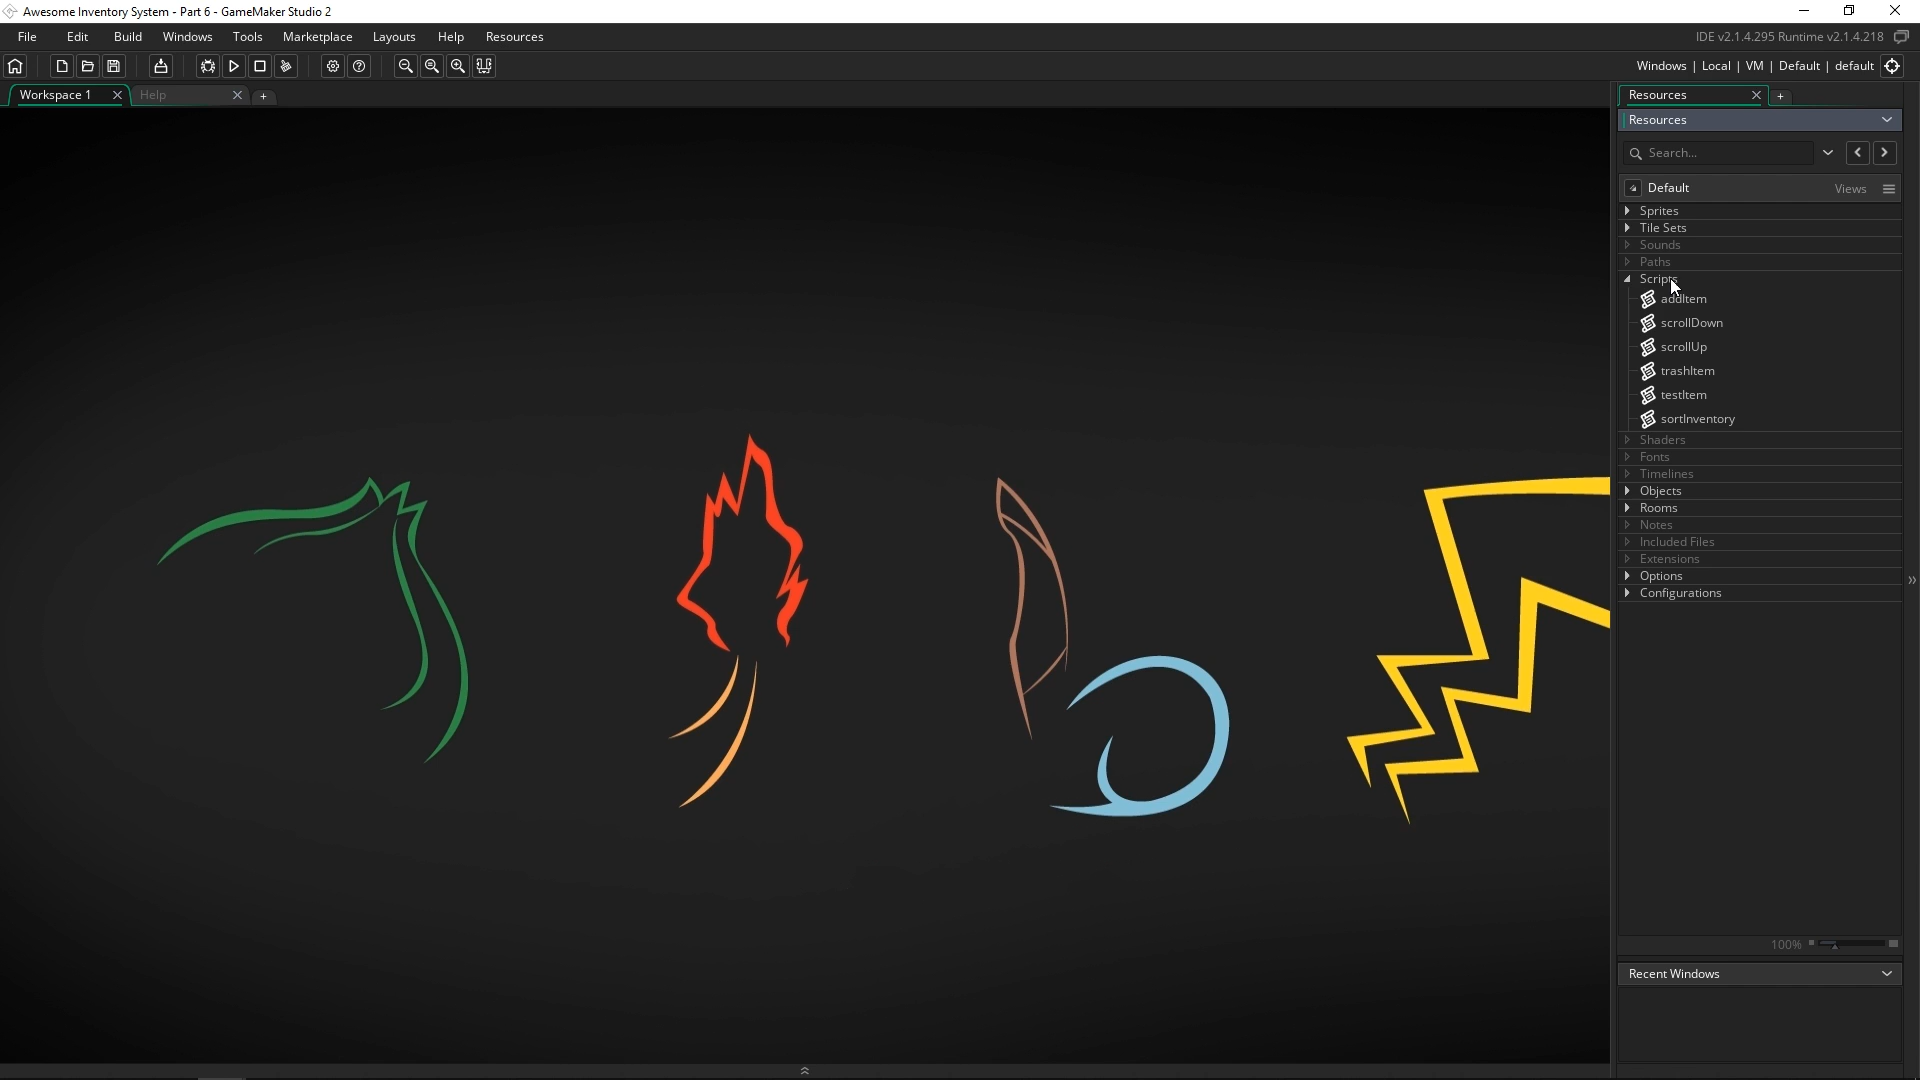 Awesome Inventory System - Part 6 - GameMaker Studio 2
File Edit Build Windows Tools Marketplace Layouts Help Resources
IDE v2.1.4.295 Runtime v2.1.4.218
Windows | Local | VM | Default | default
Workspace 1
Help
Resources
Resources
Search...
Default
Views
Sprites
Tile Sets
Sounds
Paths
Scripts
addItem
scrollDown
scrollUp
trashItem
testItem
sortInventory
Shaders
Fonts
Timelines
Objects
Rooms
Notes
Included Files
Extensions
Options
Configurations
100%
Recent Windows